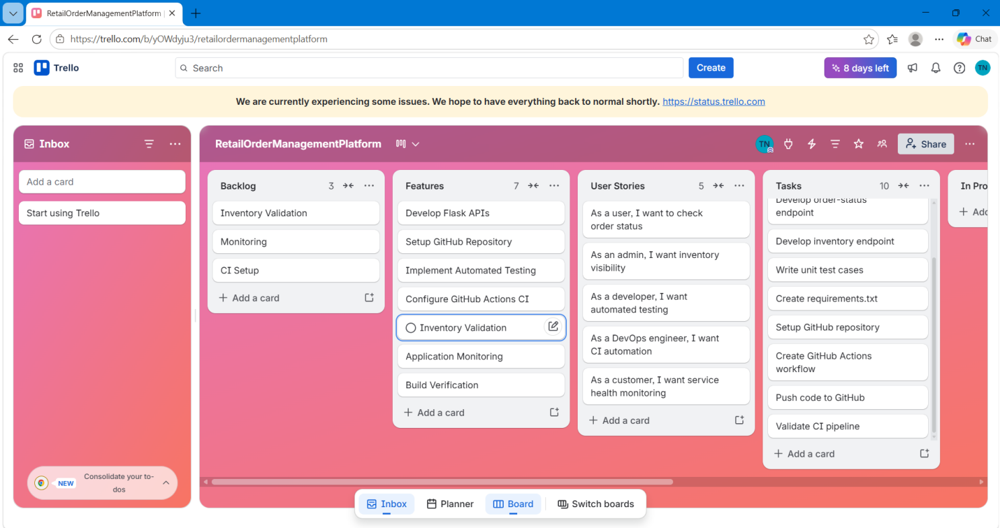 RetailOrderManagementPlatform |
https://trello.com/b/yOWdyju3/retailordermanagementplatform
Chat
Trello
Search
Create
8 days left
TN
We are currently experiencing some issues. We hope to have everything back to normal shortly. https://status.trello.com
Inbox
Add a card
Start using Trello
NEW
Consolidate your to-
dos
RetailOrderManagementPlatform
TN
Share
Backlog
3
Inventory Validation
Monitoring
CI Setup
Add a card
Features
7
Develop Flask APIs
Setup GitHub Repository
Implement Automated Testing
Configure GitHub Actions CI
Inventory Validation
Application Monitoring
Build Verification
Add a card
User Stories
5
As a user, I want to check
order status
As an admin, I want inventory
visibility
As a developer, I want
automated testing
As a DevOps engineer, I want
CI automation
As a customer, I want service
health monitoring
Add a card
Tasks
10
Develop order-status
endpoint
Develop inventory endpoint
Write unit test cases
Create requirements.txt
Setup GitHub repository
Create GitHub Actions
workflow
Push code to GitHub
Validate CI pipeline
Add a card
In Pro
Add
Inbox
Planner
Board
Switch boards